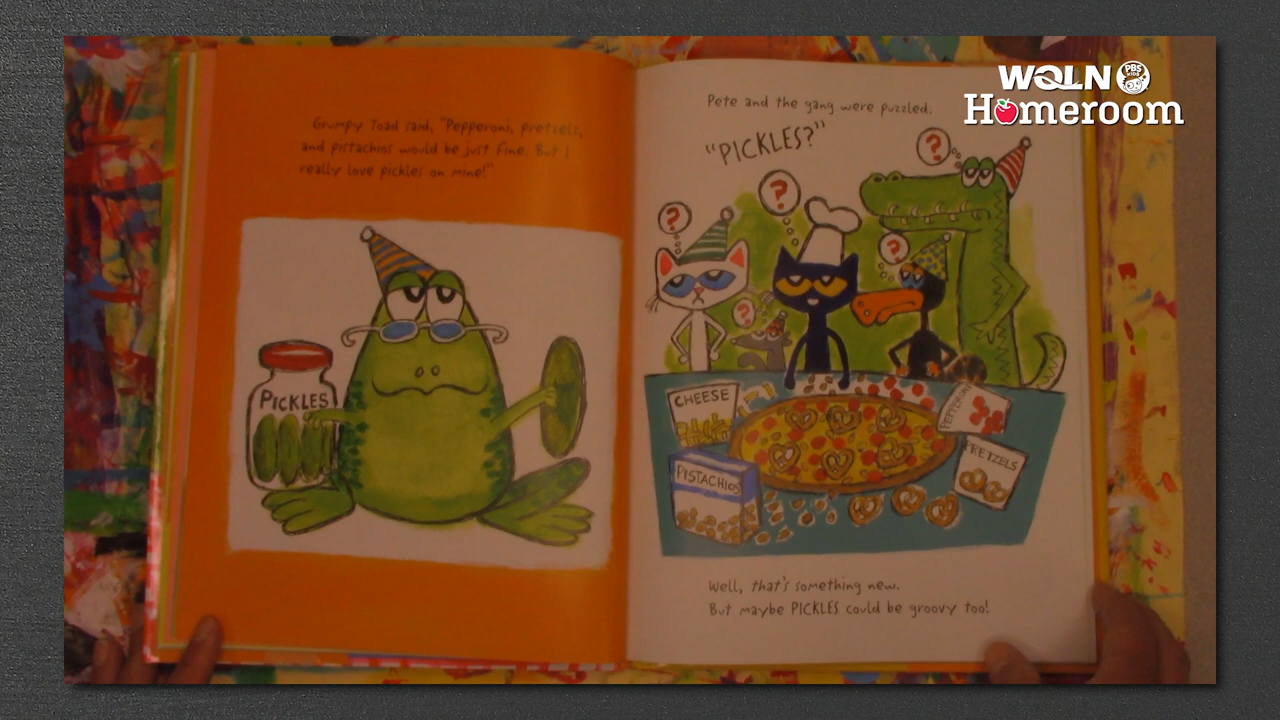 WQLN
PBS KIDS
Homeroom
Grumpy Toad said, "Pepperoni, pretzels,
and pistachios would be just fine. But I
really love pickles on mine!"
PICKLES
Pete and the gang were puzzled.
"PICKLES?"
?
?
?
?
?
CHEESE
PEPPERONI
PISTACHIOS
PRETZELS
Well, that's something new.
But maybe PICKLES could be groovy too!